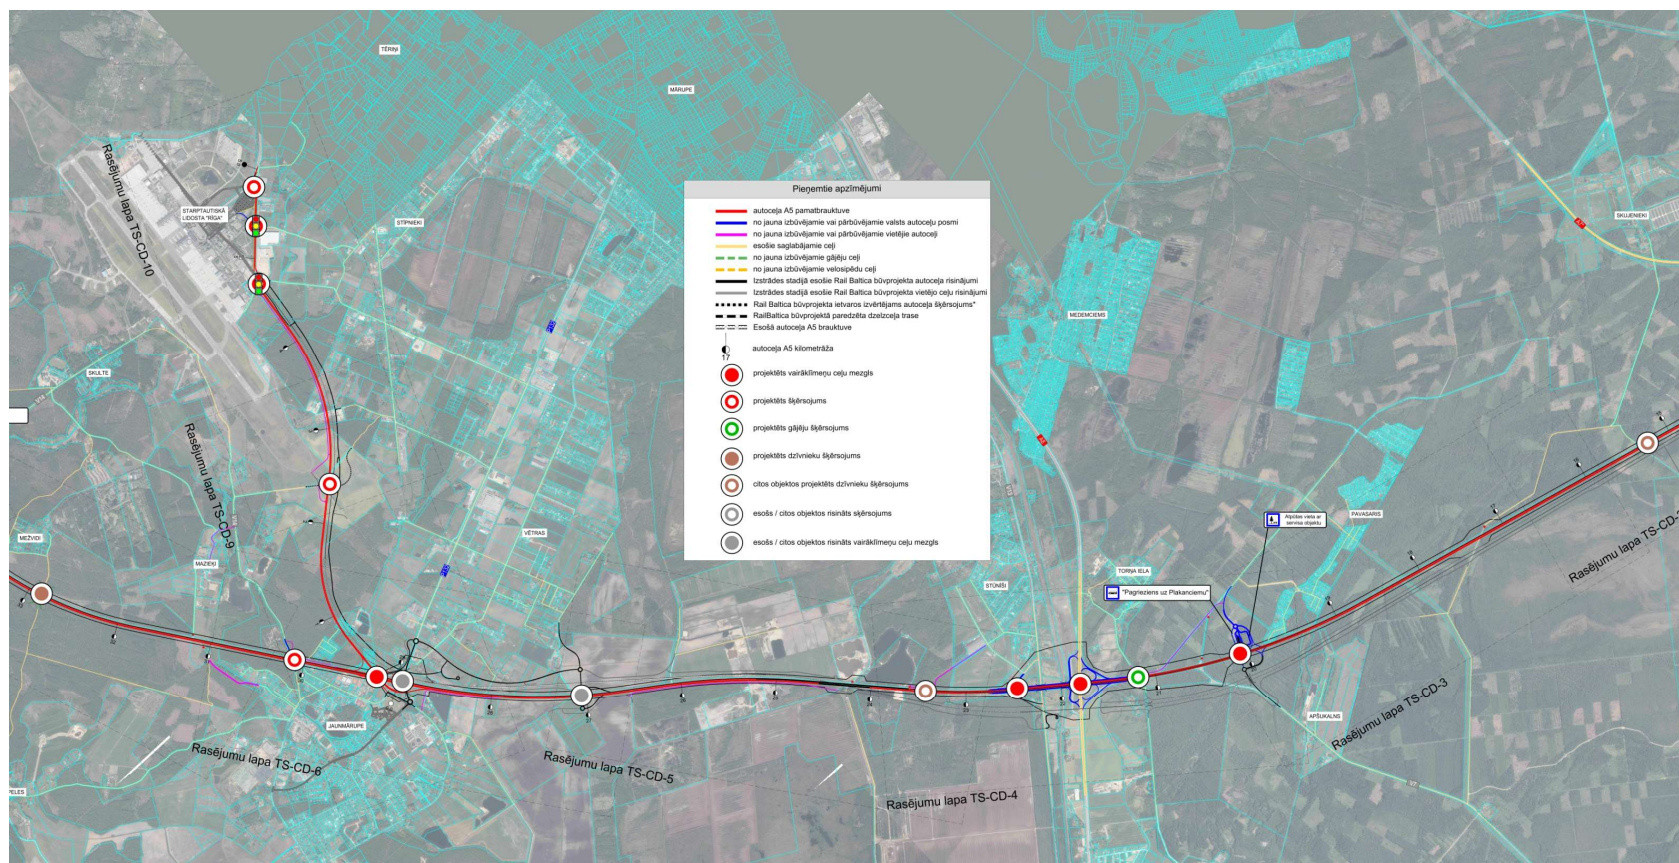 TĒRIŅI
MĀRUPE
Rasējumu lapa TS-CD-10
STARPTAUTISKĀ
LIDOSTA "RĪGA"
STĪPNIEKI
SKUJENIEKI
Pieņemtie apzīmējumi
autoceļa A5 pamatbrauktuve
no jauna izbūvējamie vai pārbūvējamie valsts autoceļu posmi
no jauna izbūvējamie vai pārbūvējamie vietējie autoceļi
esošie saglabājamie ceļi
no jauna izbūvējamie gājēju ceļi
no jauna izbūvējamie velosipēdu ceļi
Izstrādes stadijā esošie Rail Baltica būvprojekta autoceļa risinājumi
Izstrādes stadijā esošie Rail Baltica būvprojekta vietējo ceļu risinājumi
Rail Baltica būvprojekta ietvaros izvērtējams autoceļa šķērsojums*
RailBaltica būvprojektā paredzēta dzelzceļa trase
Esošā autoceļa A5 brauktuve
autoceļa A5 kilometrāža
17
projektēts vairāklīmeņu ceļu mezgls
projektēts šķērsojums
projektēts gājēju šķērsojums
projektēts dzīvnieku šķērsojums
citos objektos projektēts dzīvnieku šķērsojums
esošs / citos objektos risināts šķērsojums
esošs / citos objektos risināts vairāklīmeņu ceļu mezgls
MEDEMCIEMS
SKULTE
Rasējumu lapa TS-CD-9
MEŽVIDI
MAZIEĶI
VĒTRAS
PAVASARIS
Atpūtas vieta ar
servisa objektu
STŪNĪŠI
TORIŅA IELA
"Pagrieziens uz Plakanciemu"
Rasējumu lapa TS-CD-
JAUNMĀRUPE
APŠUKALNS
Rasējumu lapa TS-CD-3
Rasējumu lapa TS-CD-6
Rasējumu lapa TS-CD-5
Rasējumu lapa TS-CD-4
PELES